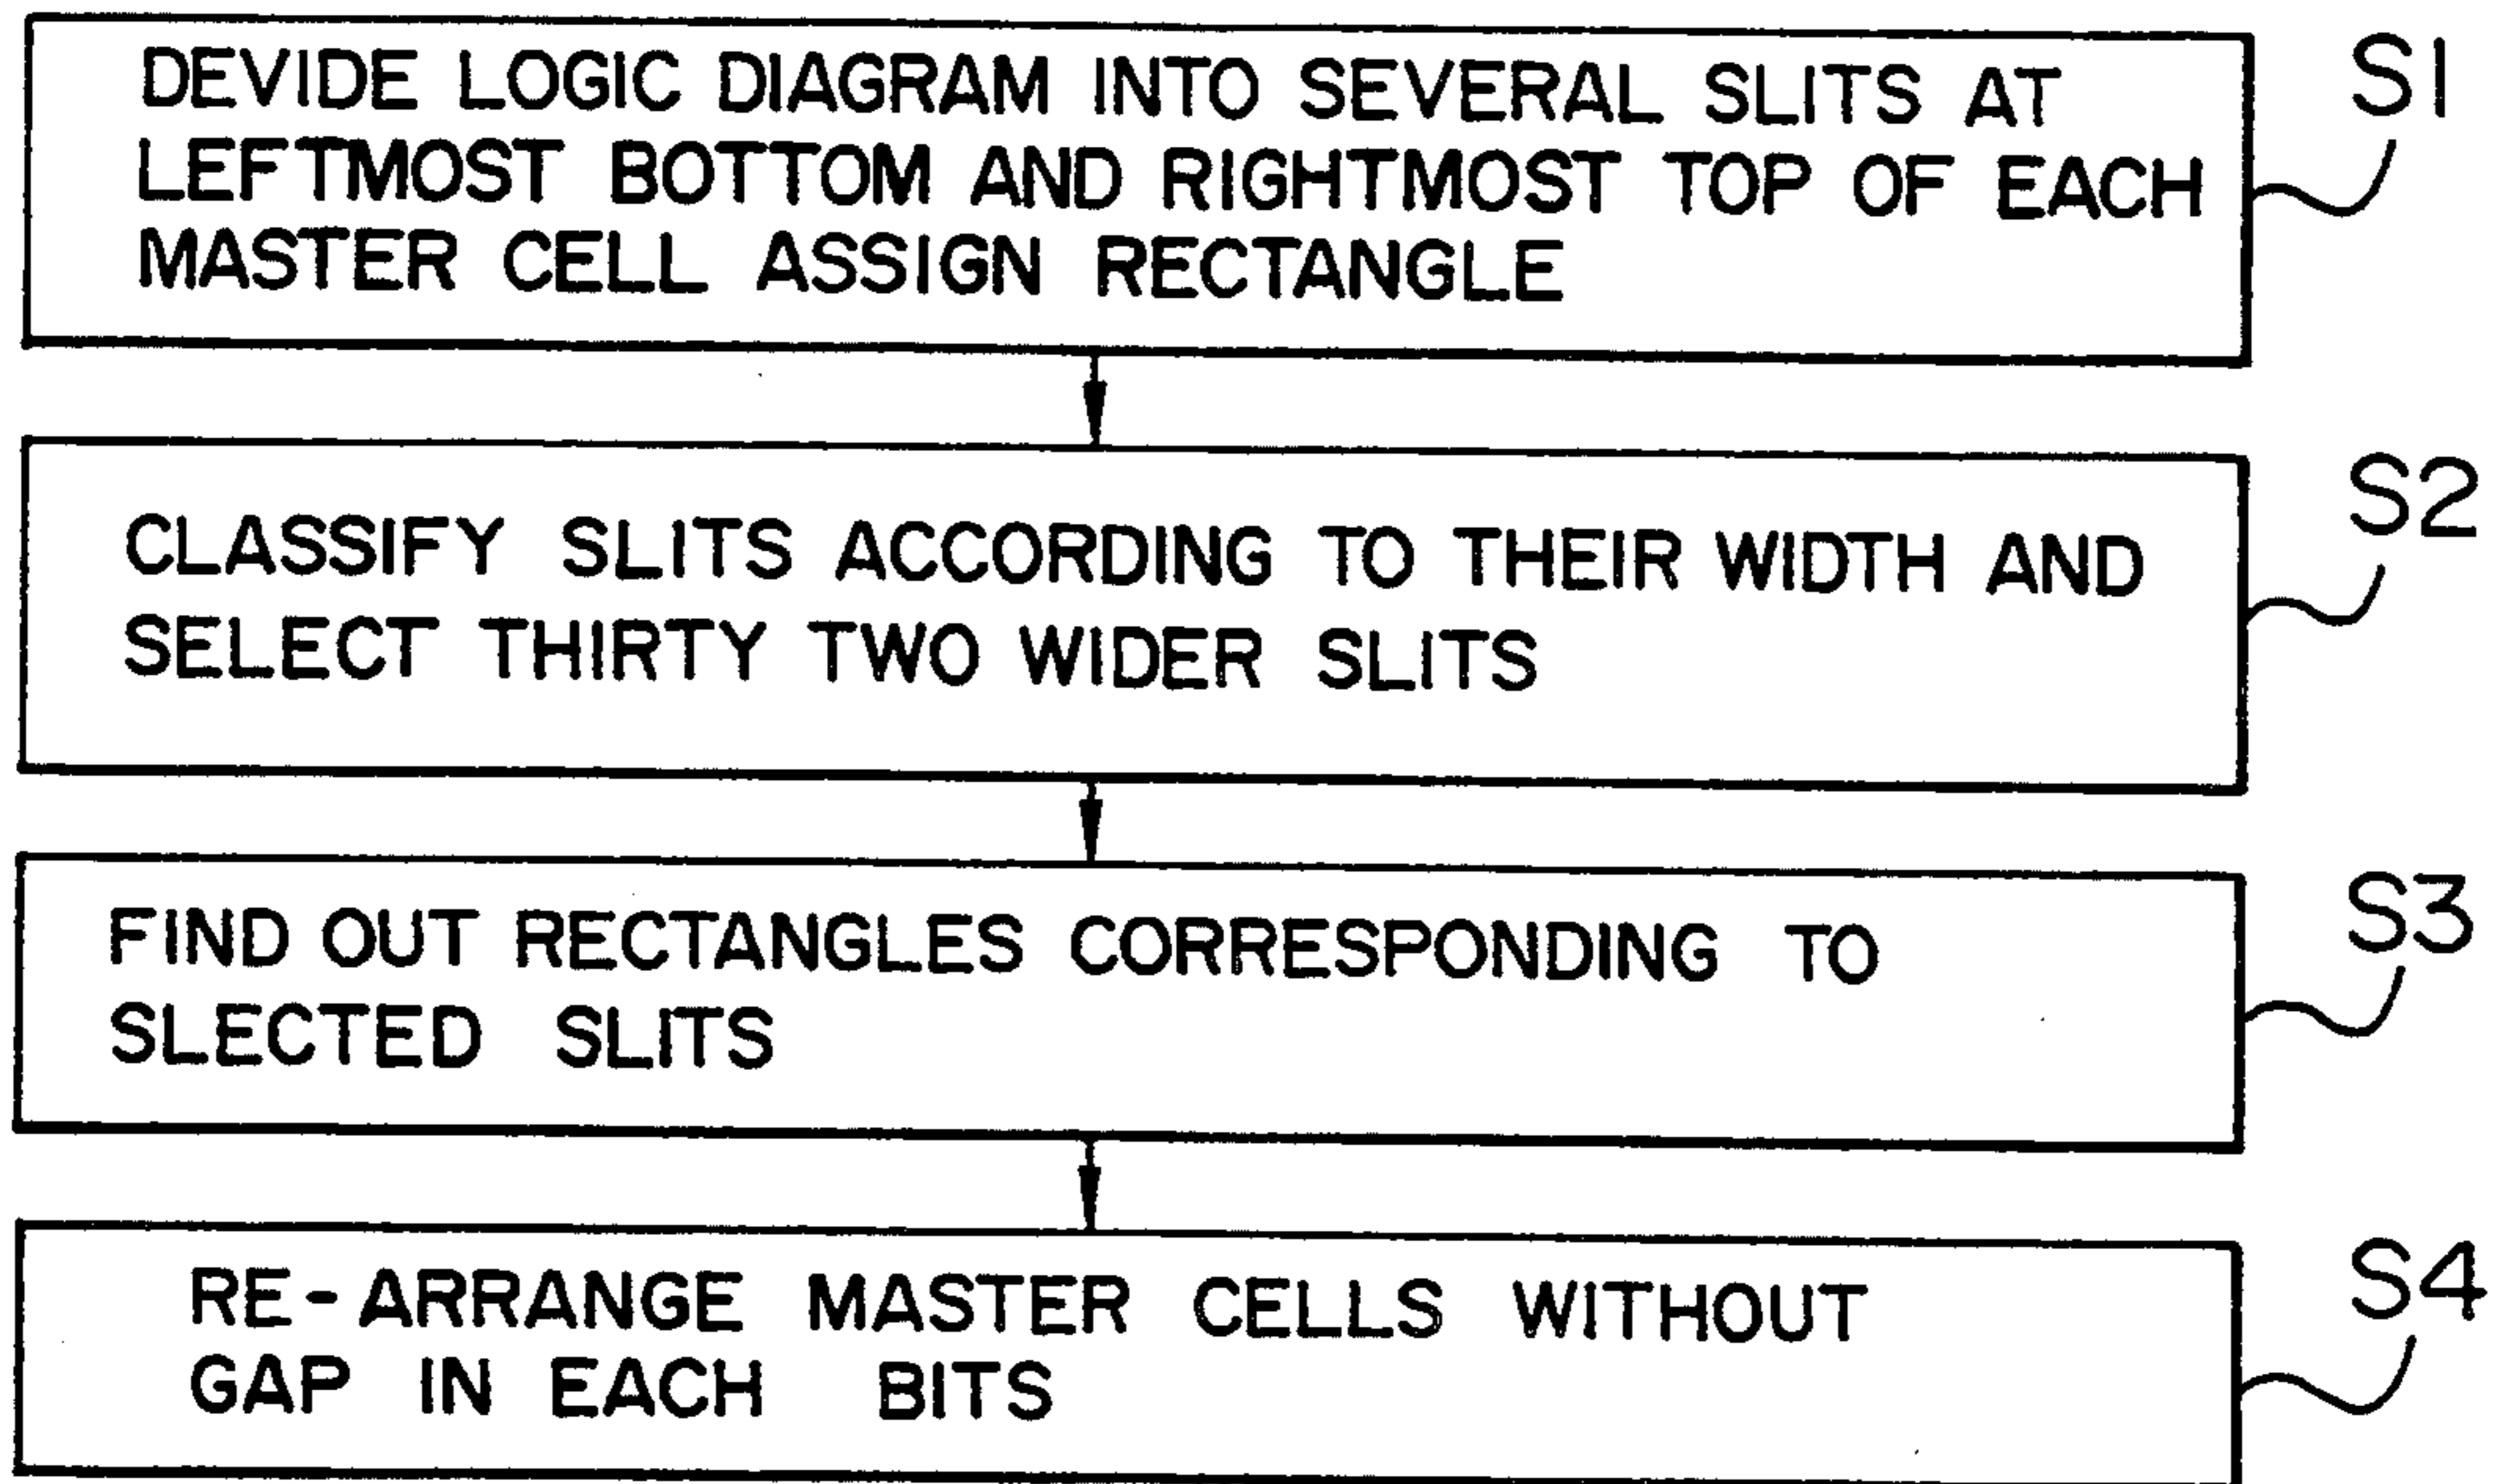 DEVIDE LOGIC DIAGRAM INTO SEVERAL SLITS AT
LEFTMOST BOTTOM AND RIGHTMOST TOP OF EACH
MASTER CELL ASSIGN RECTANGLE
S1
CLASSIFY SLITS ACCORDING TO THEIR WIDTH AND
SELECT THIRTY TWO WIDER SLITS
S2
FIND OUT RECTANGLES CORRESPONDING TO
SLECTED SLITS
S3
RE-ARRANGE MASTER CELLS WITHOUT
GAP IN EACH BITS
S4